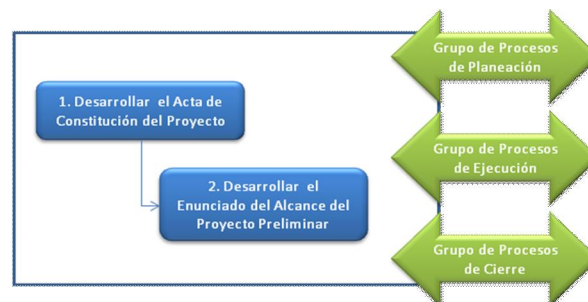 1. Desarrollar el Acta de
Constitución del Proyecto
2. Desarrollar el
Enunciado del Alcance del
Proyecto Preliminar
Grupo de Procesos
de Planeación
Grupo de Procesos
de Ejecución
Grupo de Procesos
de Cierre